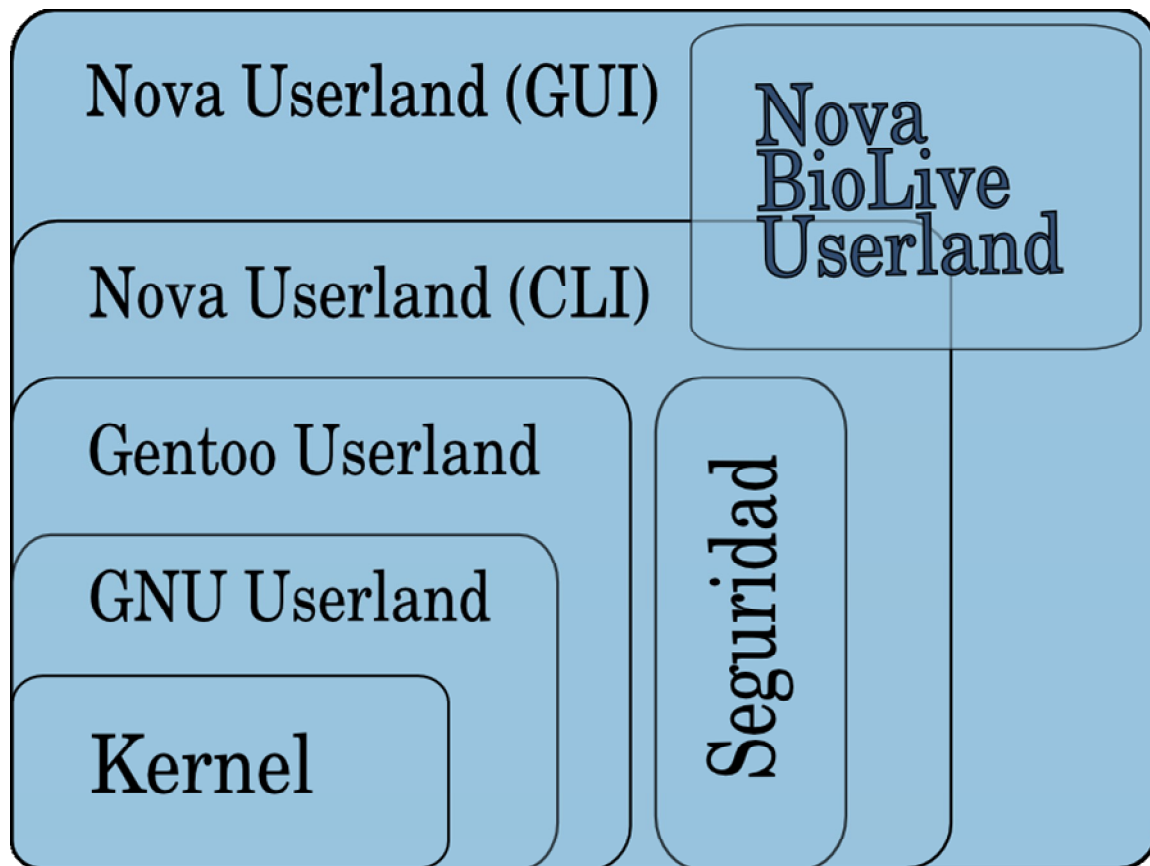 Nova Userland (GUI)
Nova
BioLive
Userland
Nova Userland (CLI)
Gentoo Userland
GNU Userland
Kernel
Seguridad